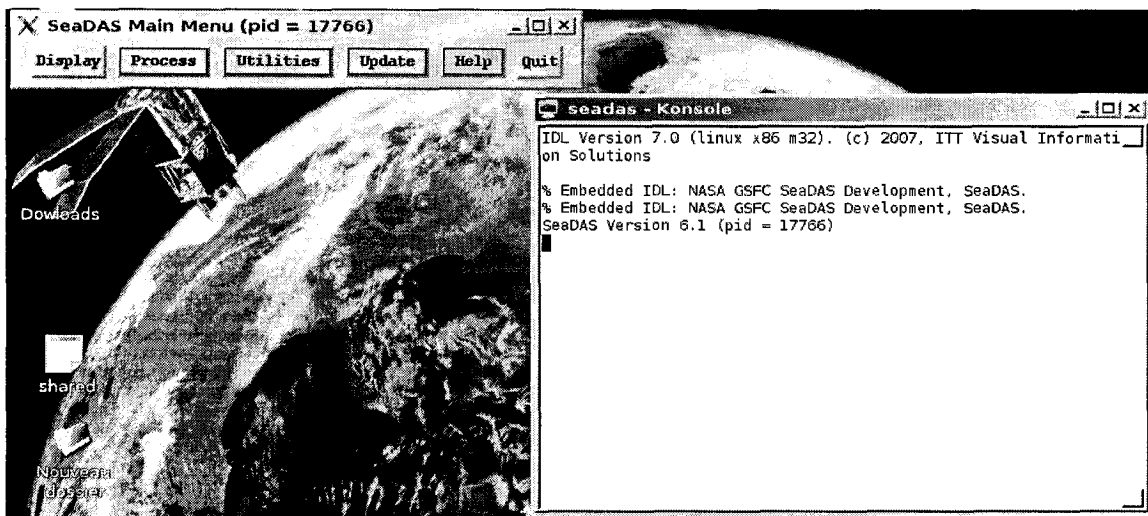 SeaDAS Main Menu (pid = 17766)
Display Process Utilities Update Help Quit
seadas - Konsole
IDL Version 7.0 (linux x86 m32). (c) 2007, ITT Visual Informati
on Solutions
% Embedded IDL: NASA GSFC SeaDAS Development, SeaDAS.
% Embedded IDL: NASA GSFC SeaDAS Development, SeaDAS.
SeaDAS Version 6.1 (pid = 17766)
Dowloads
shared
Nouveau
dossier